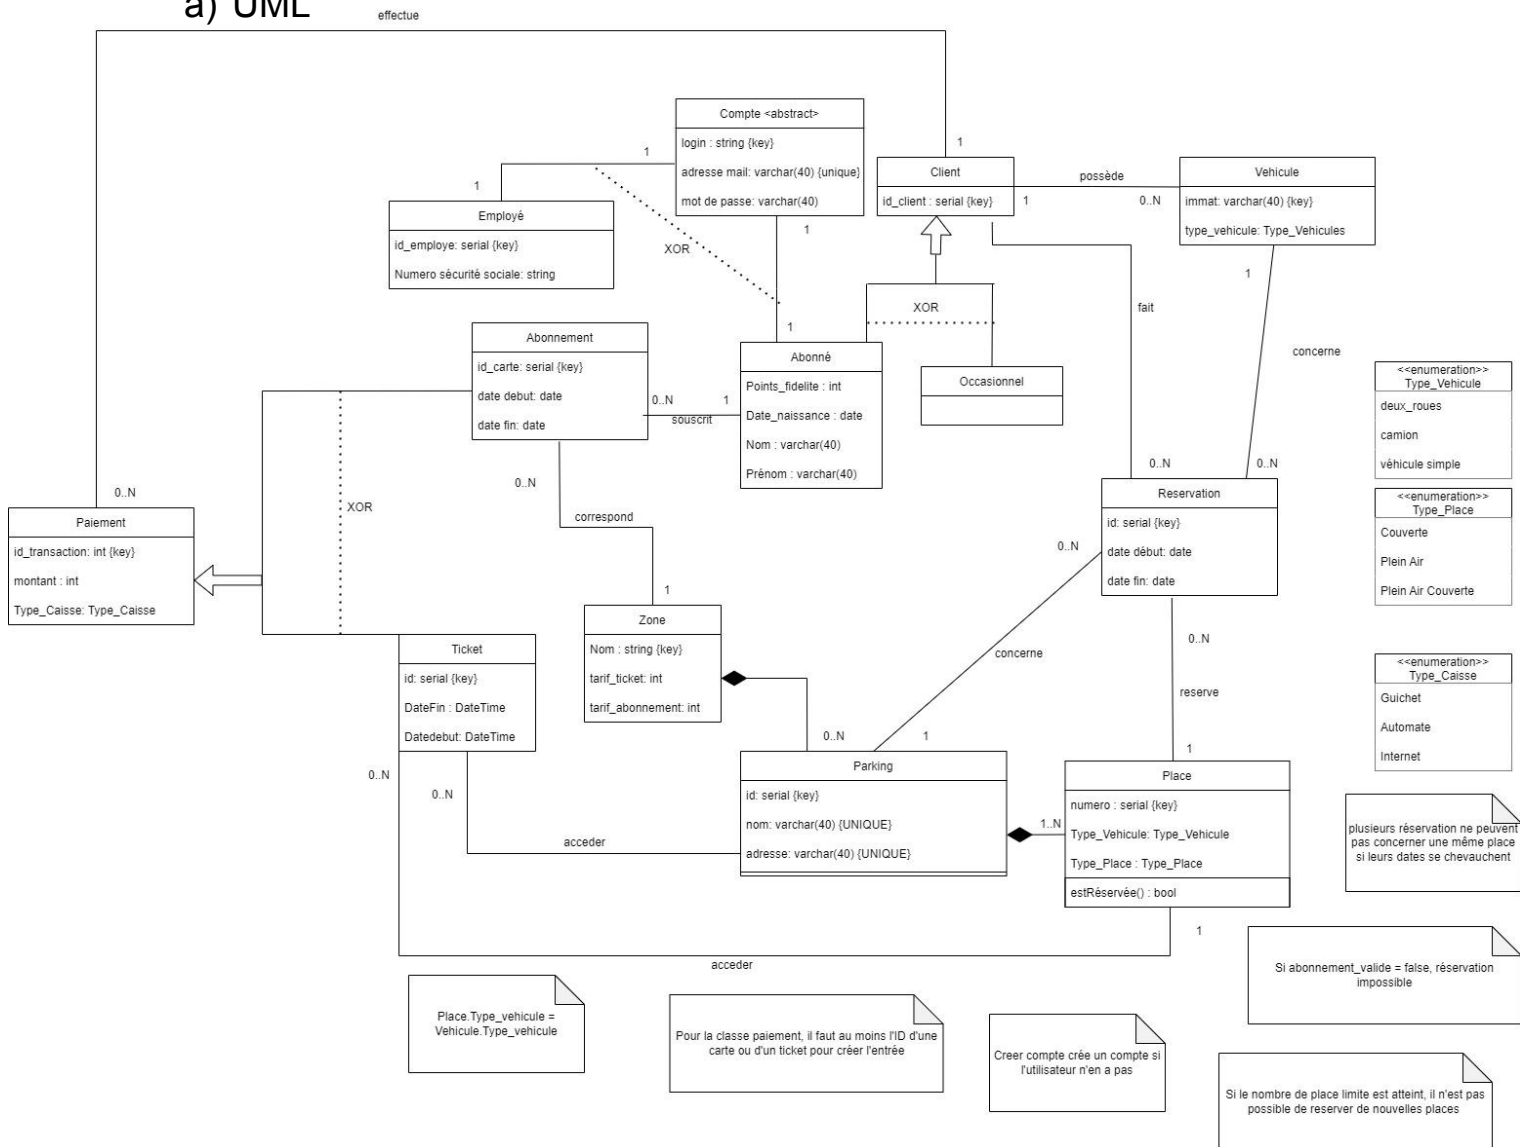 a) UML
effectue
Compte <abstract>
login : string {key}
adresse mail: varchar(40) {unique}
mot de passe: varchar(40)
1
1
Employé
id_employe: serial {key}
Numero sécurité sociale: string
XOR
1
1
Client
id_client : serial {key}
1
possède
1
0..N
Vehicule
immat: varchar(40) {key}
type_vehicule: Type_Vehicules
XOR
fait
1
concerne
Abonnement
id_carte: serial {key}
date debut: date
date fin: date
0..N
1
souscrit
Abonné
Points_fidelite : int
Date_naissance : date
Nom : varchar(40)
Prénom : varchar(40)
Occasionnel
<<enumeration>>
Type_Vehicule
deux_roues
camion
véhicule simple
<<enumeration>>
Type_Place
Couverte
Plein Air
Plein Air Couverte
<<enumeration>>
Type_Caisse
Guichet
Automate
Internet
0..N
0..N
Reservation
id: serial {key}
date début: date
date fin: date
0..N
0..N
XOR
0..N
correspond
1
Paiement
id_transaction: int {key}
montant : int
Type_Caisse: Type_Caisse
Zone
Nom : string {key}
tarif_ticket: int
tarif_abonnement: int
Ticket
id: serial {key}
DateFin : DateTime
Datedebut: DateTime
concerne
0..N
reserve
0..N
1
1
0..N
0..N
acceder
Parking
id: serial {key}
nom: varchar(40) {UNIQUE}
adresse: varchar(40) {UNIQUE}
1..N
Place
numero : serial {key}
Type_Vehicule: Type_Vehicule
Type_Place : Type_Place
estRéservée() : bool
1
acceder
plusieurs réservation ne peuvent
pas concerner une même place
si leurs dates se chevauchent
Si abonnement_valide = false, réservation
impossible
Place.Type_vehicule =
Vehicule.Type_vehicule
Pour la classe paiement, il faut au moins l'ID d'une
carte ou d'un ticket pour créer l'entrée
Creer compte crée un compte si
l'utilisateur n'en a pas
Si le nombre de place limite est atteint, il n'est pas
possible de reserver de nouvelles places